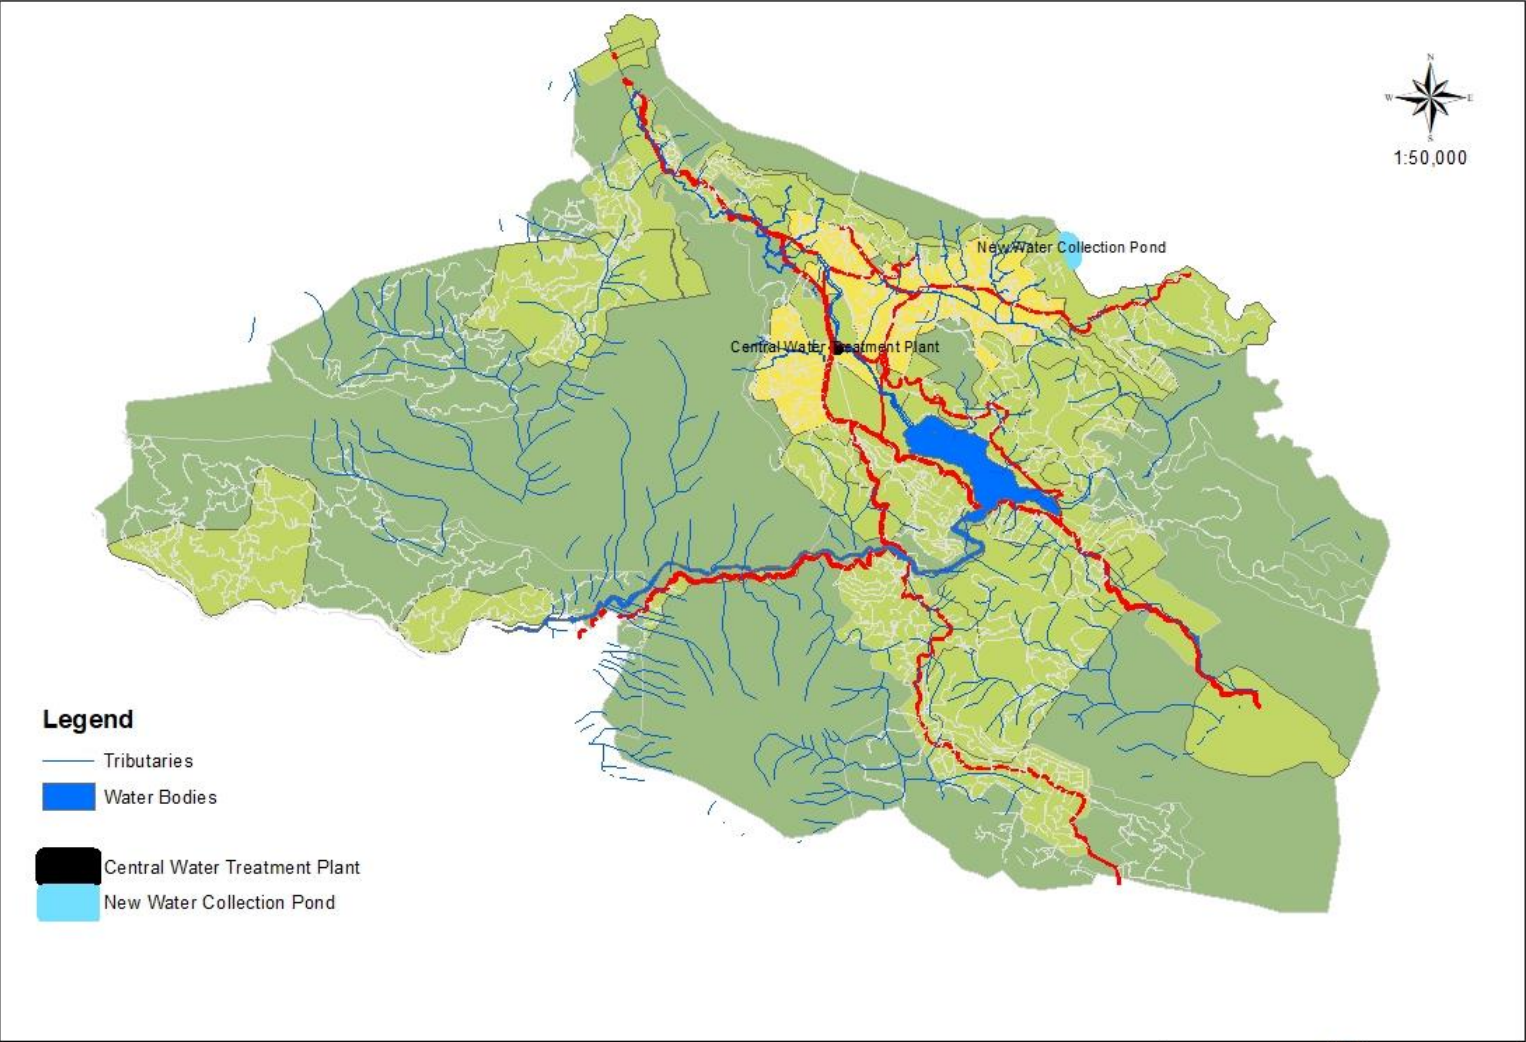 N
W E
S
1:50,000
New Water Collection Pond
Central Water Treatment Plant
Legend
Tributaries
Water Bodies
Central Water Treatment Plant
New Water Collection Pond